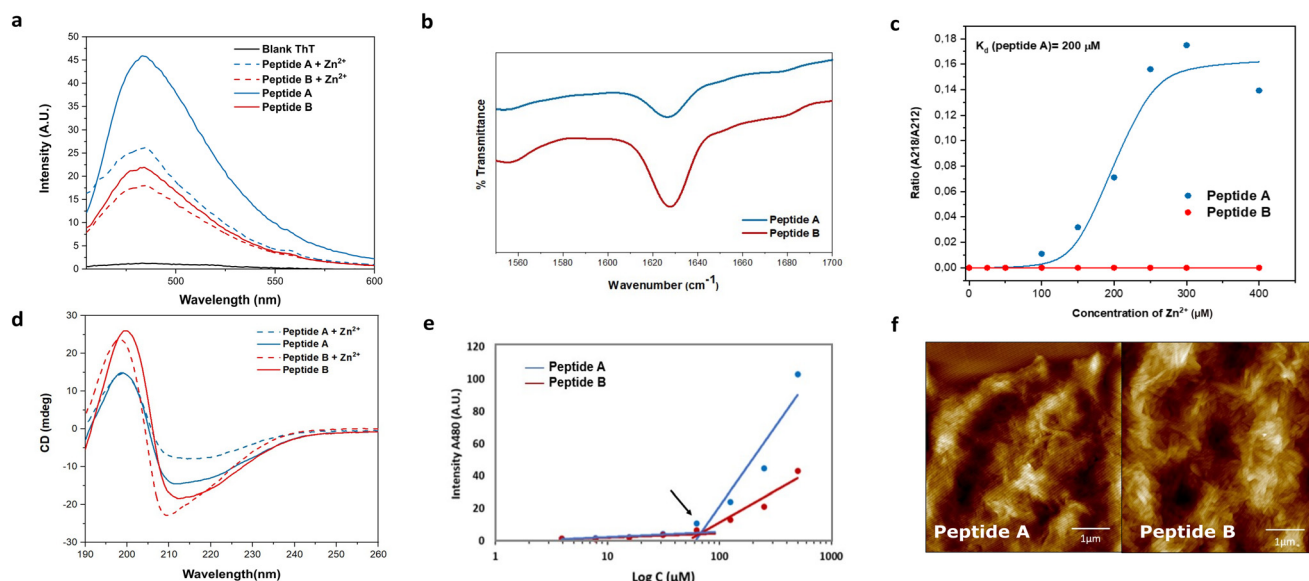 a
50
45
40
35
30
25
20
15
10
5
0
Intensity (A.U.)
500
550
600
Wavelength (nm)
Blank ThT
Peptide A + Zn²⁺
Peptide B + Zn²⁺
Peptide A
Peptide B
b
% Transmittance
Peptide A
Peptide B
1560
1580
1600
1620
1640
1660
1680
1700
Wavenumber (cm⁻¹)
c
0,18
0,16
0,14
0,12
0,10
0,08
0,06
0,04
0,02
0,00
Ratio (A218/A212)
Kd (peptide A)= 200 μM
Peptide A
Peptide B
0
100
200
300
400
Concentration of Zn²⁺ (μM)
d
30
20
10
0
-10
-20
-30
CD (mdeg)
Peptide A + Zn²⁺
Peptide A
Peptide B + Zn²⁺
Peptide B
190
200
210
220
230
240
250
260
Wavelength(nm)
e
120
100
80
60
40
20
0
Intensity A480 (A.U.)
Peptide A
Peptide B
1
10
100
1000
Log C (μM)
f
Peptide A
1μm
Peptide B
1μm